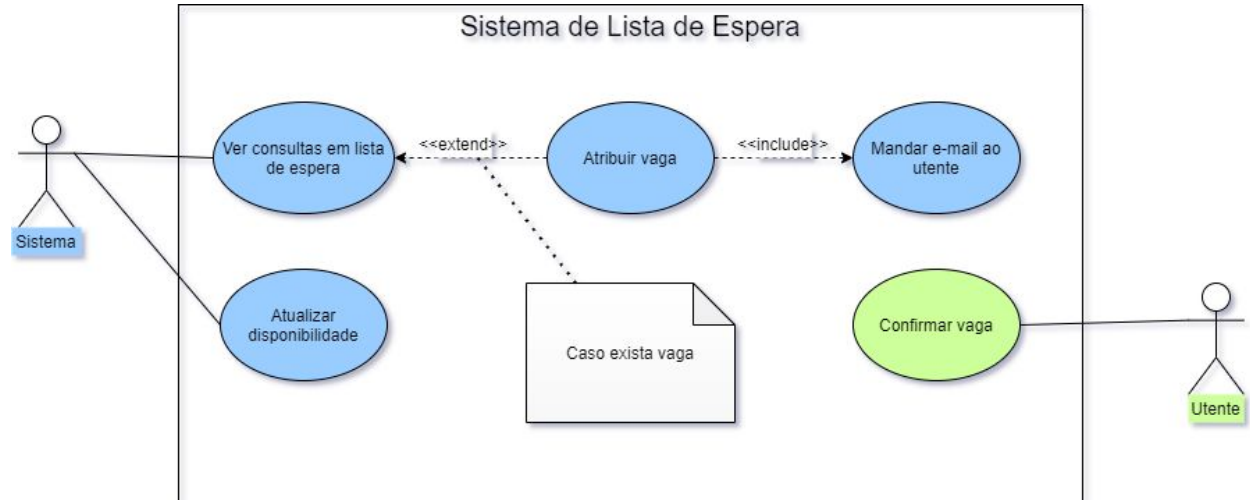 Sistema de Lista de Espera
Ver consultas em lista
de espera
<<extend>>
Atribuir vaga
<<include>>
Mandar e-mail ao
utente
Sistema
Atualizar
disponibilidade
Caso exista vaga
Confirmar vaga
Utente